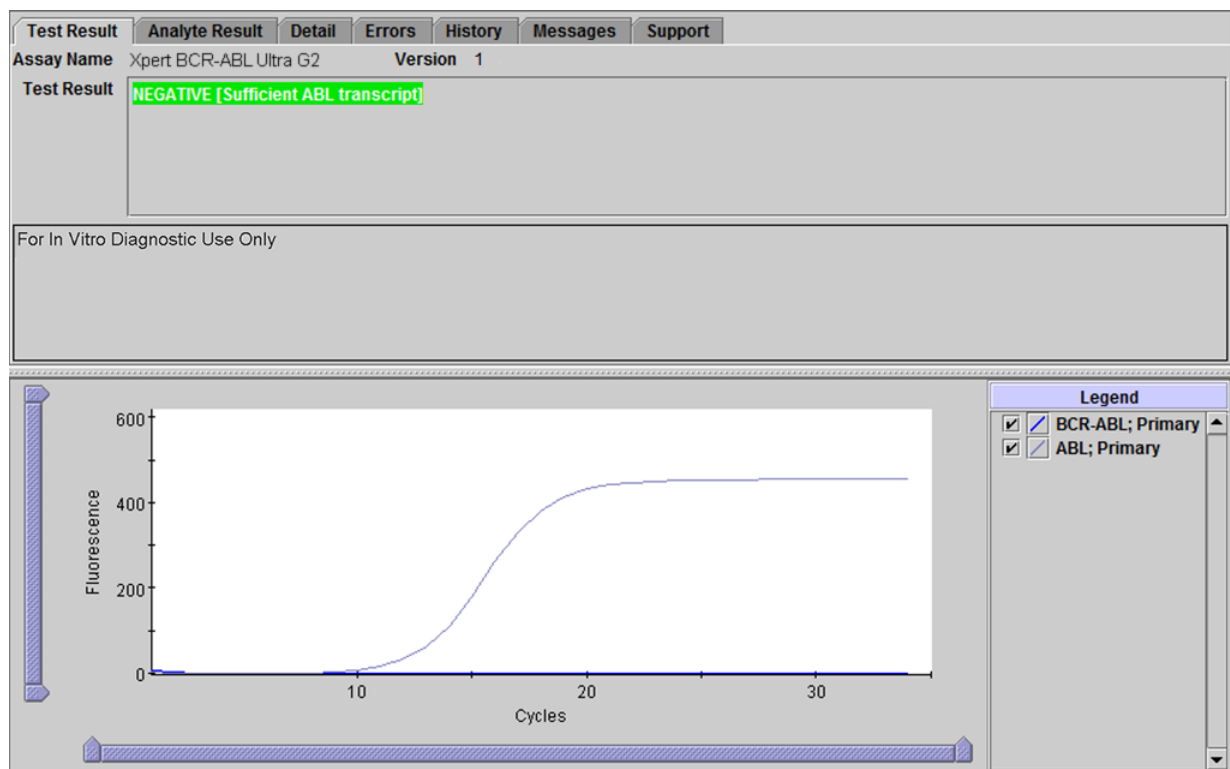 Test Result Analyte Result Detail Errors History Messages Support
Assay Name Xpert BCR-ABL Ultra G2 Version 1
Test Result NEGATIVE [Sufficient ABL transcript]
For In Vitro Diagnostic Use Only
Legend
BCR-ABL; Primary
ABL; Primary
600
400
200
0
Fluorescence
10 20 30
Cycles